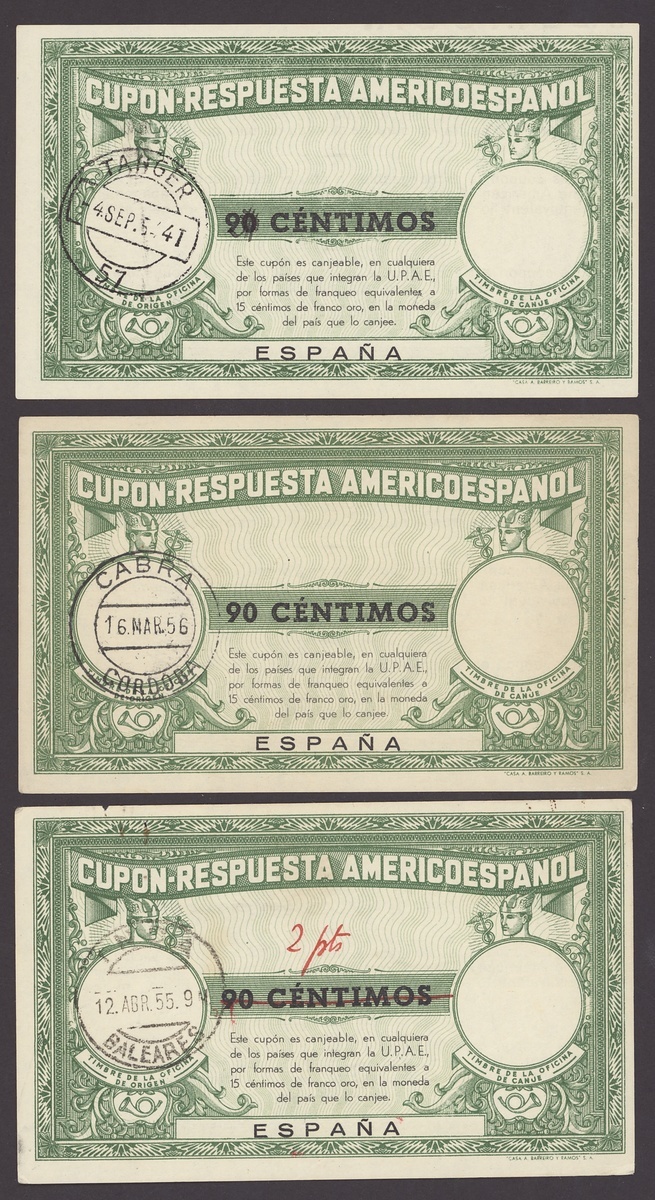 CUPON-RESPUESTA AMERICOESPAÑOL
TANGER
4.SEP.5 4T
57
90 CÉNTIMOS
Este cupón es canjeable, en cualquiera
de los países que integran la U.P.A.E.,
por formas de franqueo equivalentes a
15 céntimos de franco oro, en la moneda
del país que lo canjee.
DE LA OFICINA
DE ORIGEN
TIMBRE DE LA OFICINA
DE CANJE
ESPAÑA
"CASA A. BARREIRO Y RAMOS" S. A.
CUPON-RESPUESTA AMERICOESPAÑOL
CABRA
16.MAR.56
CORDOBA
90 CÉNTIMOS
Este cupón es canjeable, en cualquiera
de los países que integran la U.P.A.E.,
por formas de franqueo equivalentes a
15 céntimos de franco oro, en la moneda
del país que lo canjee.
DE ORIGEN
TIMBRE DE LA OFICINA
DE CANJE
ESPAÑA
"CASA A. BARREIRO Y RAMOS" S. A.
CUPON-RESPUESTA AMERICOESPAÑOL
2 pts
12.ABR.55.9
BALEARES
90 CÉNTIMOS
Este cupón es canjeable, en cualquiera
de los países que integran la U.P.A.E.,
por formas de franqueo equivalentes a
15 céntimos de franco oro, en la moneda
del país que lo canjee.
TIMBRE DE LA OFICINA
DE ORIGEN
TIMBRE DE LA OFICINA
DE CANJE
ESPAÑA
"CASA A. BARREIRO Y RAMOS" S. A.